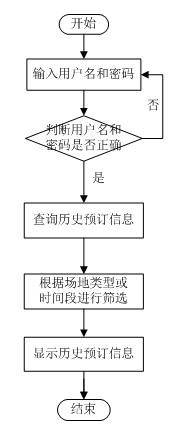 开始
输入用户名和密码
否
判断用户名和
密码是否正确
是
查询历史预订信息
根据场地类型或
时间段进行筛选
显示历史预订信息
结束